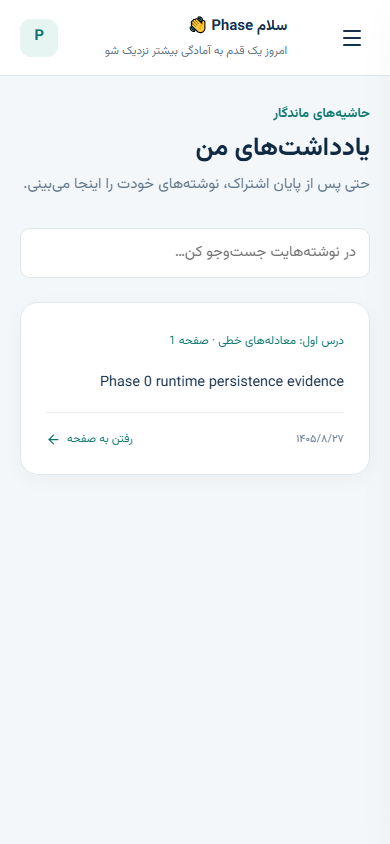 سلام Phase 👋
امروز یک قدم به آمادگی بیشتر نزدیک شو
P
حاشیه‌های ماندگار
یادداشت‌های من
حتی پس از پایان اشتراک، نوشته‌های خودت را اینجا می‌بینی.
در نوشته‌هایت جست‌وجو کن...
درس اول: معادله‌های خطی · صفحه 1
Phase 0 runtime persistence evidence
۱۴۰۵/۸/۲۷
رفتن به صفحه ←